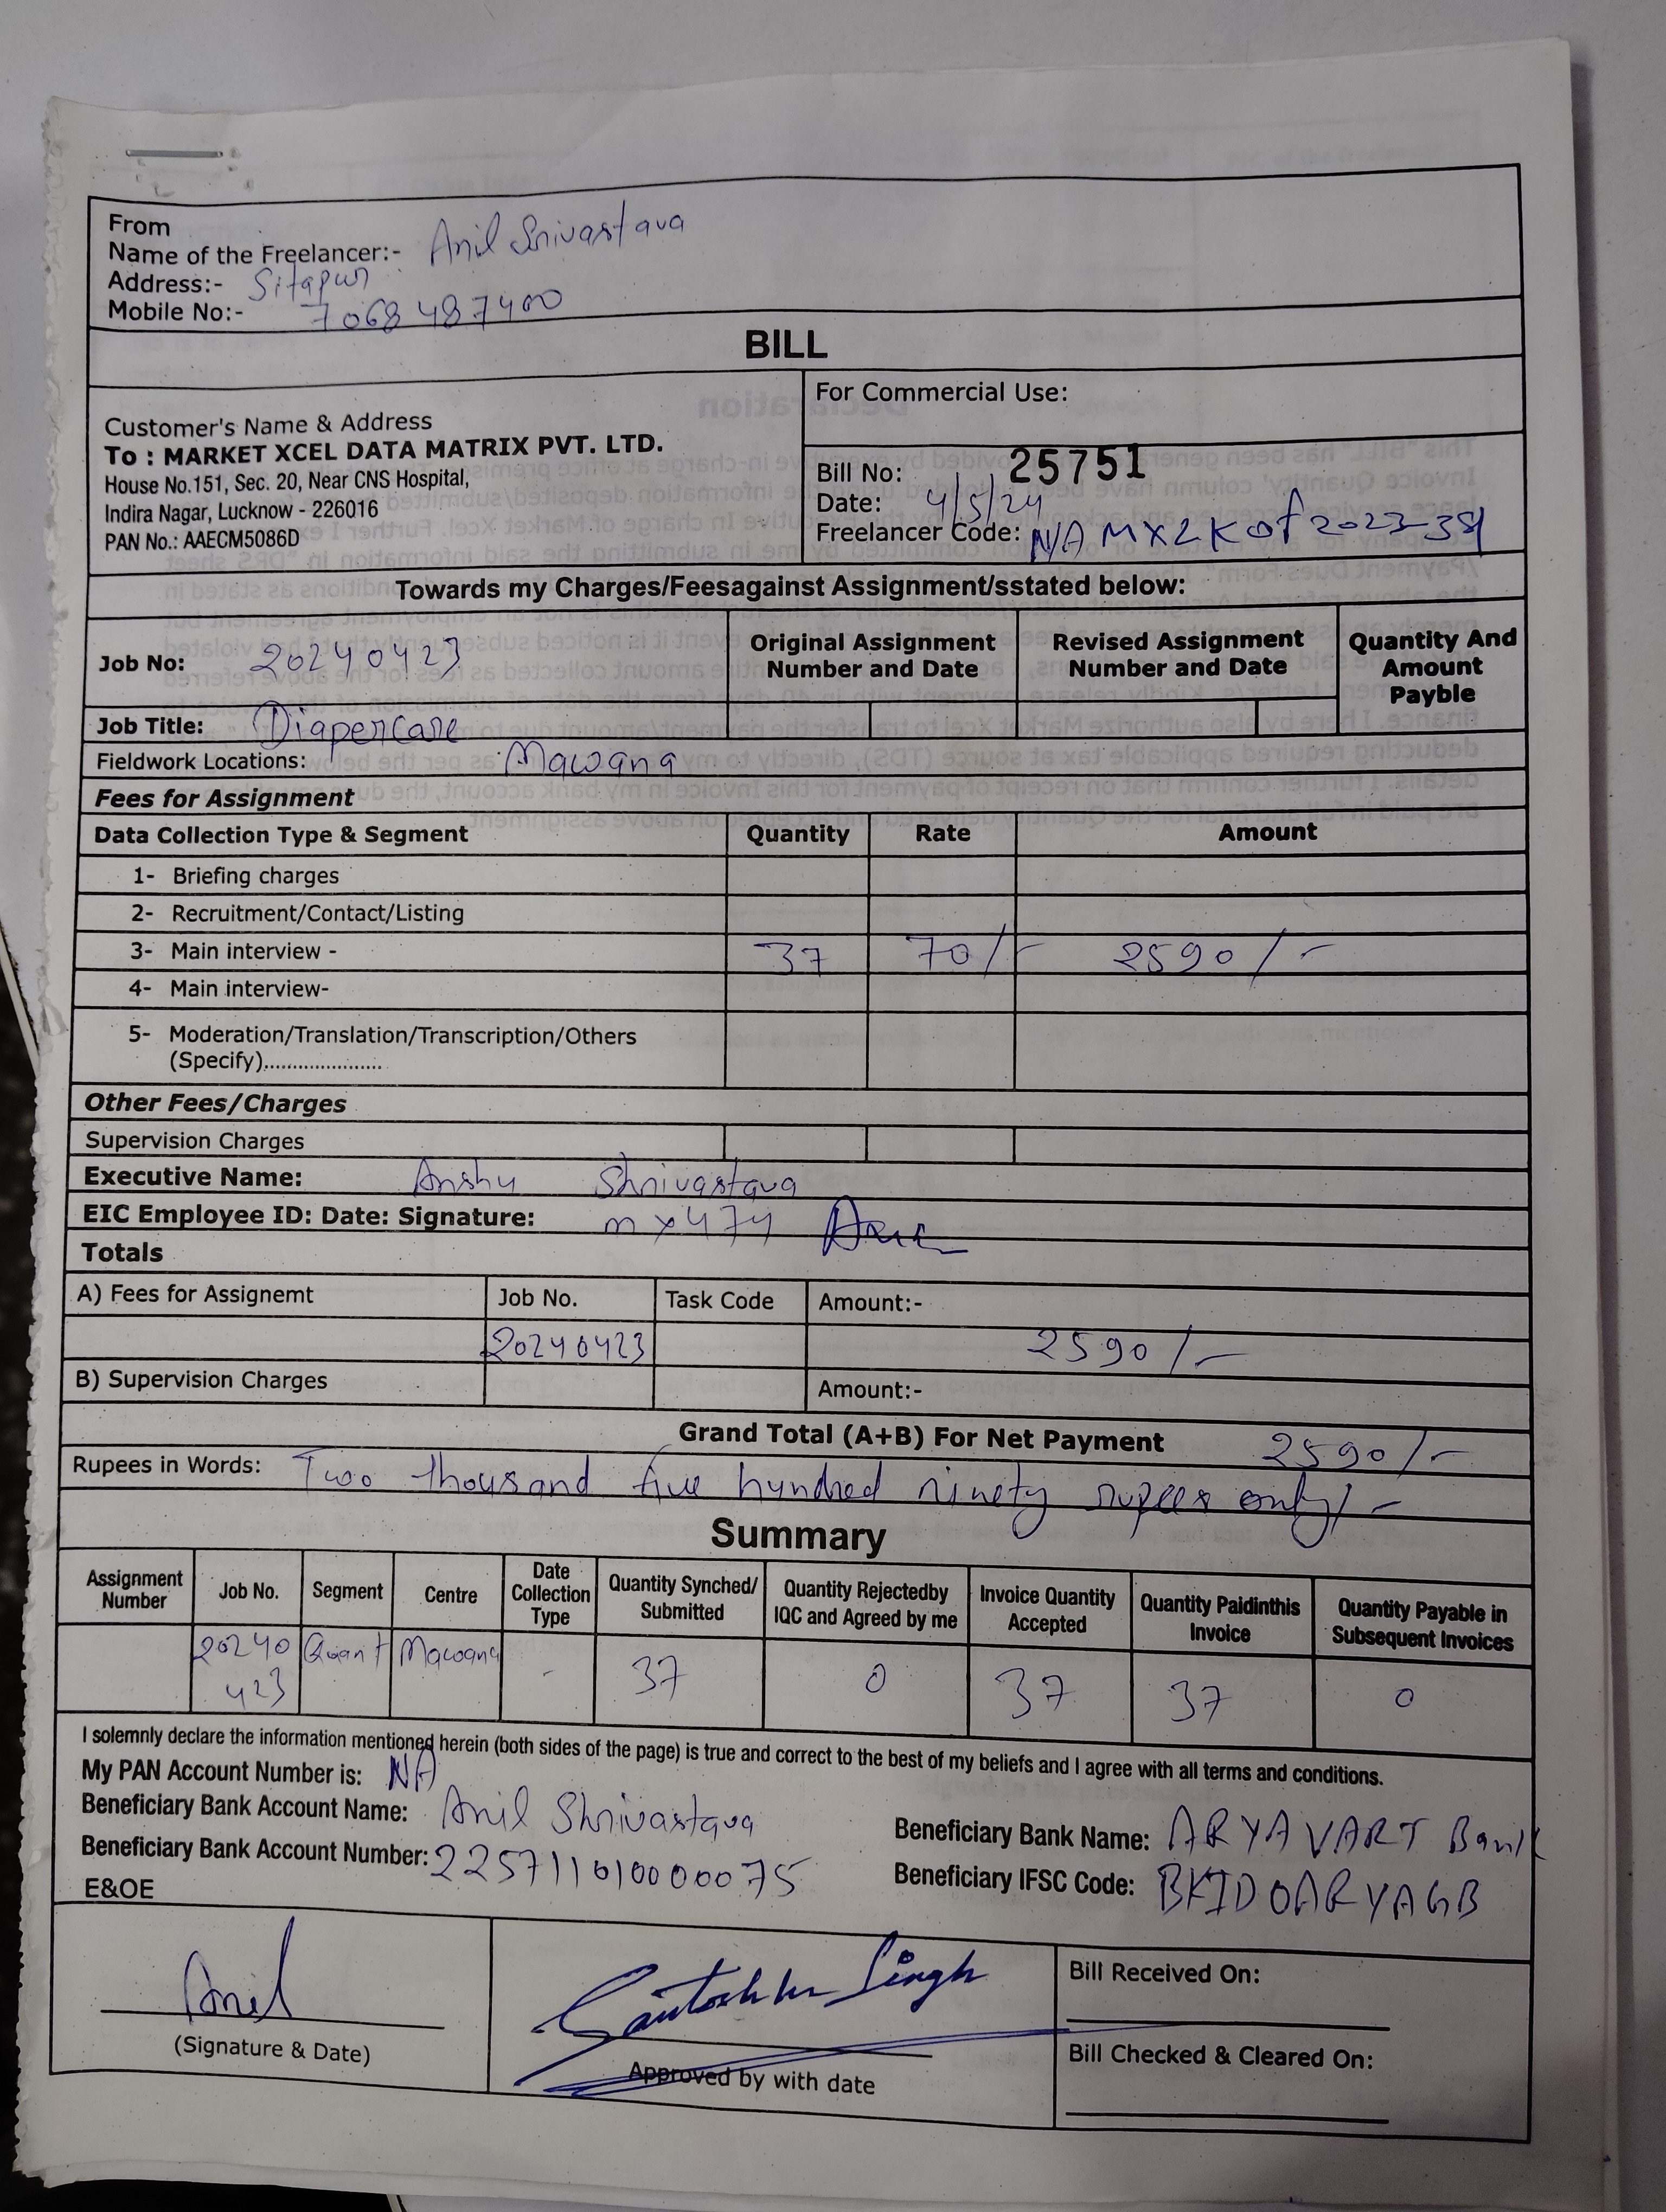 From
Name of the Freelancer:- Anil Srivastava
Address:- Sitapur
Mobile No:- 7068487400
BILL
Customer's Name & Address
To : MARKET XCEL DATA MATRIX PVT. LTD.
House No.151, Sec. 20, Near CNS Hospital,
Indira Nagar, Lucknow - 226016
PAN No.: AAECM5086D
For Commercial Use:
Bill No: 25751
Date: 4/5/24
Freelancer Code:
Towards my Charges/Feesagainst Assignment/sstated below:
Job No: 20240423
Original Assignment Number and Date
Revised Assignment Number and Date
Quantity And Amount Payble
Job Title: Diapercare
Fieldwork Locations: Mawana
Fees for Assignment
Data Collection Type & Segment Quantity Rate Amount
1- Briefing charges
2- Recruitment/Contact/Listing
3- Main interview - 37 70/- 2590/-
4- Main interview-
5- Moderation/Translation/Transcription/Others
(Specify).....................
Other Fees/Charges
Supervision Charges
Executive Name: Anshu Shrivastava
EIC Employee ID: Date: Signature: mx474
Totals
A) Fees for Assignemt Job No. Task Code Amount:-
20240423 2590/-
B) Supervision Charges Amount:-
Grand Total (A+B) For Net Payment 2590/-
Rupees in Words: Two thousand five hundred ninety rupees only/-
Summary
Assignment Number Job No. Segment Centre Date Collection Type Quantity Synched/ Submitted Quantity Rejectedby IQC and Agreed by me Invoice Quantity Accepted Quantity Paidinthis Invoice Quantity Payable in Subsequent Invoices
20240423 Quant Mawana - 37 0 37 37 0
I solemnly declare the information mentioned herein (both sides of the page) is true and correct to the best of my beliefs and I agree with all terms and conditions.
My PAN Account Number is: NA
Beneficiary Bank Account Name: Anil Shrivastava
Beneficiary Bank Name: ARYAVART Bank
Beneficiary Bank Account Number: 225711010000075
Beneficiary IFSC Code: BKID0ARYAGB
E&OE
Anil
(Signature & Date)
Santosh kr Singh
Approved by with date
Bill Received On:
Bill Checked & Cleared On: